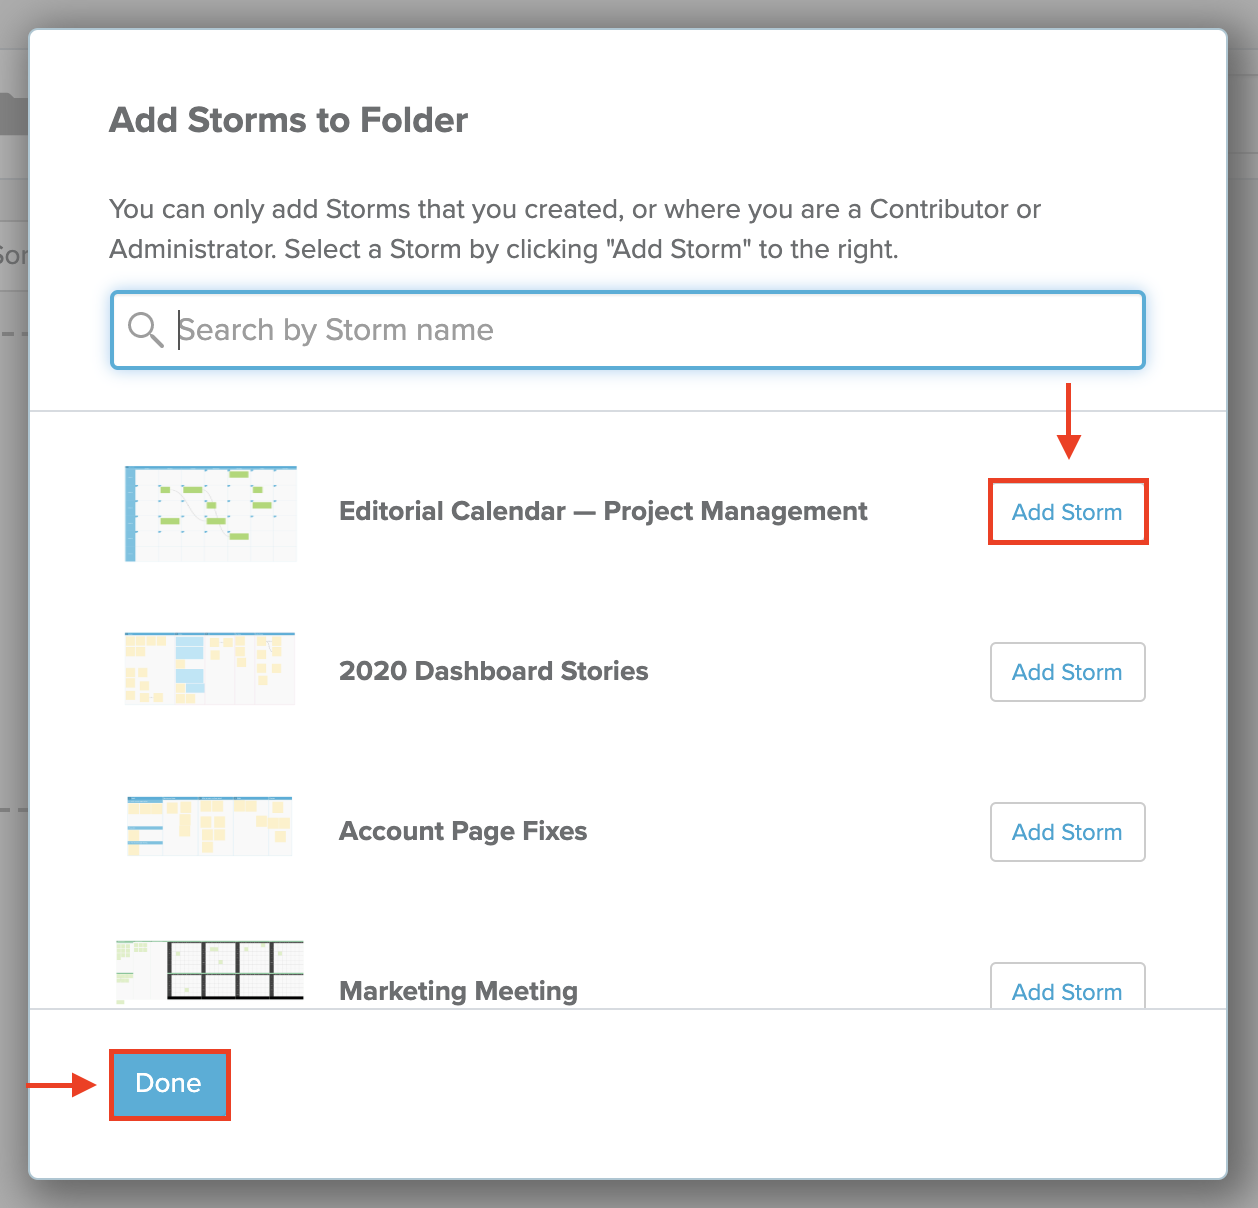 Add Storms to Folder
You can only add Storms that you created, or where you are a Contributor or
Administrator. Select a Storm by clicking "Add Storm" to the right.
Search by Storm name
Editorial Calendar — Project Management
Add Storm
2020 Dashboard Stories
Add Storm
Account Page Fixes
Add Storm
Marketing Meeting
Add Storm
Done